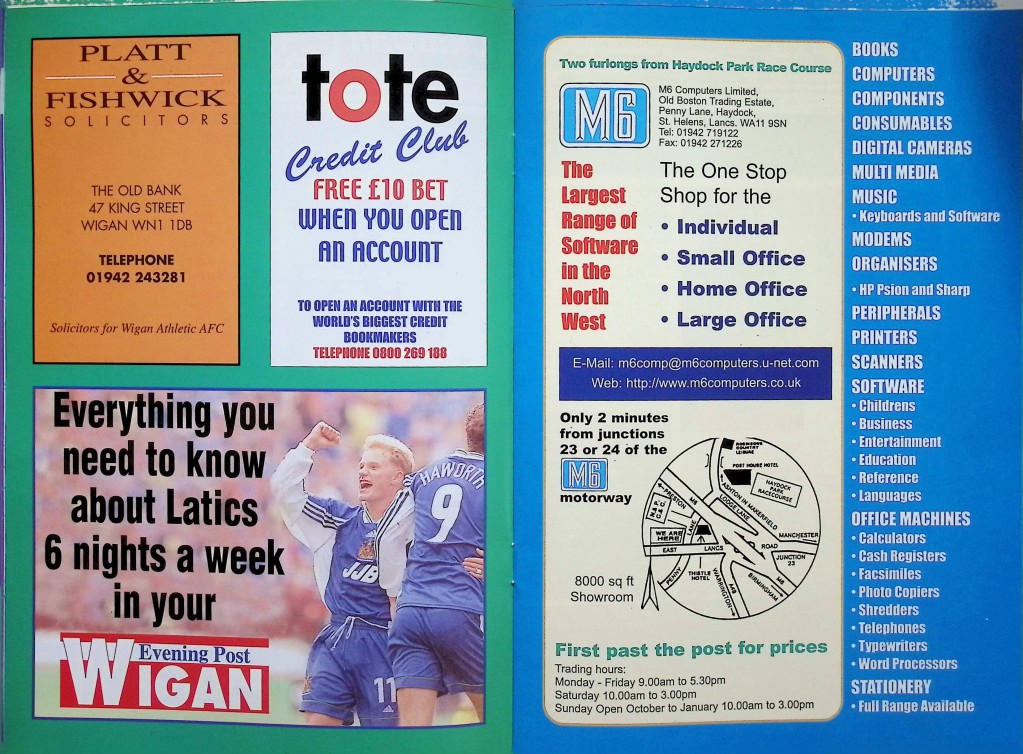 PLATT
&
FISHWICK
SOLICITORS
THE OLD BANK
47 KING STREET
WIGAN WN1 1DB
TELEPHONE
01942 243281
Solicitors for Wigan Athletic AFC
tote
Credit Club
FREE £10 BET
WHEN YOU OPEN
AN ACCOUNT
TO OPEN AN ACCOUNT WITH THE
WORLD'S BIGGEST CREDIT
BOOKMAKERS
TELEPHONE 0800 269 188
Everything you
need to know
about Latics
6 nights a week
in your
Evening Post
WIGAN
HAWORTH
9
JJB
11
Two furlongs from Haydock Park Race Course
M6
M6 Computers Limited,
Old Boston Trading Estate,
Penny Lane, Haydock,
St. Helens, Lancs. WA11 9SN
Tel: 01942 719122
Fax: 01942 271226
The
Largest
Range of
Software
in the
North
West
The One Stop
Shop for the
• Individual
• Small Office
• Home Office
• Large Office
E-Mail: m6comp@m6computers.u-net.com
Web: http://www.m6computers.co.uk
Only 2 minutes
from junctions
23 or 24 of the
M6
motorway
8000 sq ft
Showroom
ROBINSONS
COUNTRY
LEISURE
POST HOUSE HOTEL
HAYDOCK
PARK
RACECOURSE
PRESTON
M6
ASHTON IN MAKERFIELD
LODGE LANE
WE ARE
HERE
LANE
EAST
LANGS
ROAD
MANCHESTER
JUNCTION
23
PENNY
THISTLE
HOTEL
WARRINGTON
A49
BIRMINGHAM
M6
First past the post for prices
Trading hours:
Monday - Friday 9.00am to 5.30pm
Saturday 10.00am to 3.00pm
Sunday Open October to January 10.00am to 3.00pm
BOOKS
COMPUTERS
COMPONENTS
CONSUMABLES
DIGITAL CAMERAS
MULTI MEDIA
MUSIC
• Keyboards and Software
MODEMS
ORGANISERS
• HP Psion and Sharp
PERIPHERALS
PRINTERS
SCANNERS
SOFTWARE
• Childrens
• Business
• Entertainment
• Education
• Reference
• Languages
OFFICE MACHINES
• Calculators
• Cash Registers
• Facsimiles
• Photo Copiers
• Shredders
• Telephones
• Typewriters
• Word Processors
STATIONERY
• Full Range Available